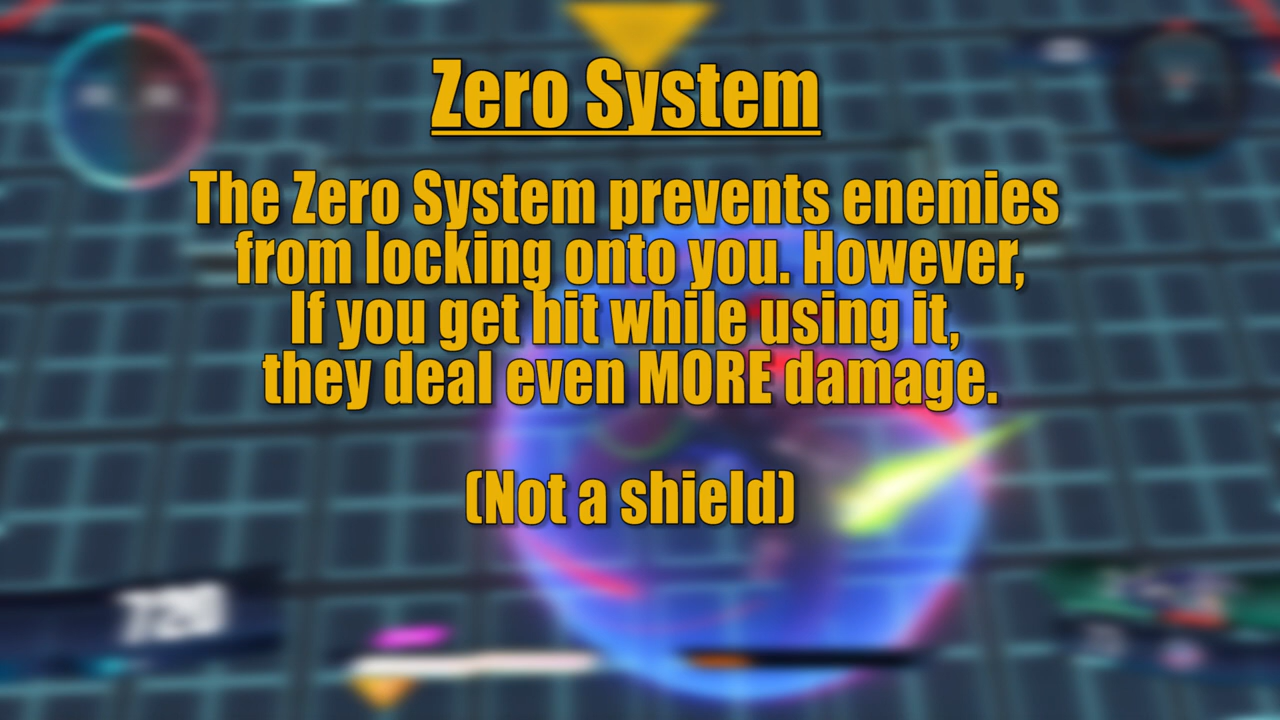 Zero System
The Zero System prevents enemies
from locking onto you. However,
If you get hit while using it,
they deal even MORE damage.
(Not a shield)